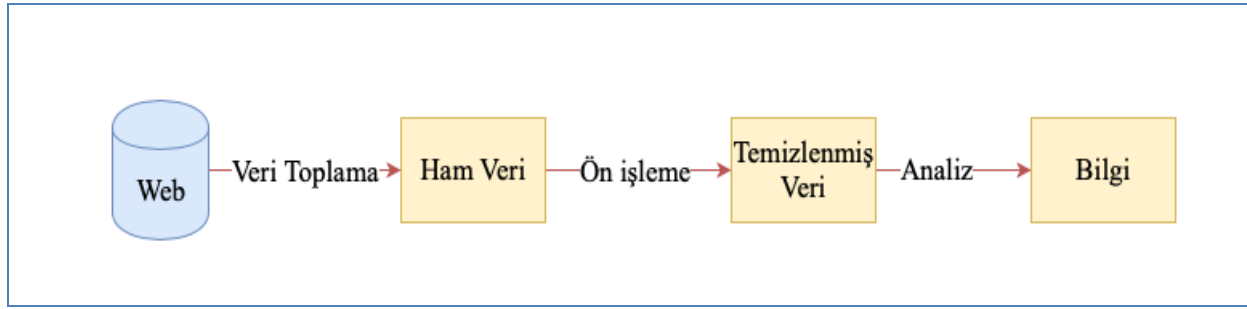 Web
Veri Toplama
Ham Veri
Ön işleme
Temizlenmiş
Veri
Analiz
Bilgi